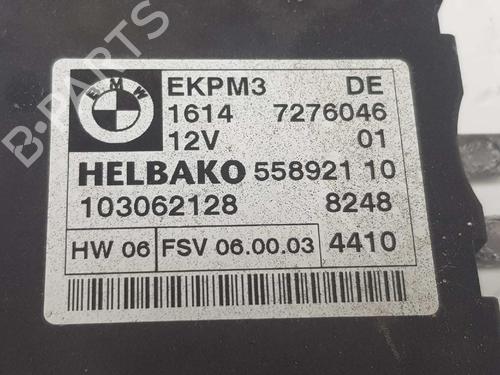 B-PARTS
BMW
EKPM3 DE
1614 7276046
12V 01
HELBAKO 558921 10
103062128 8248
HW 06 FSV 06.00.03 4410